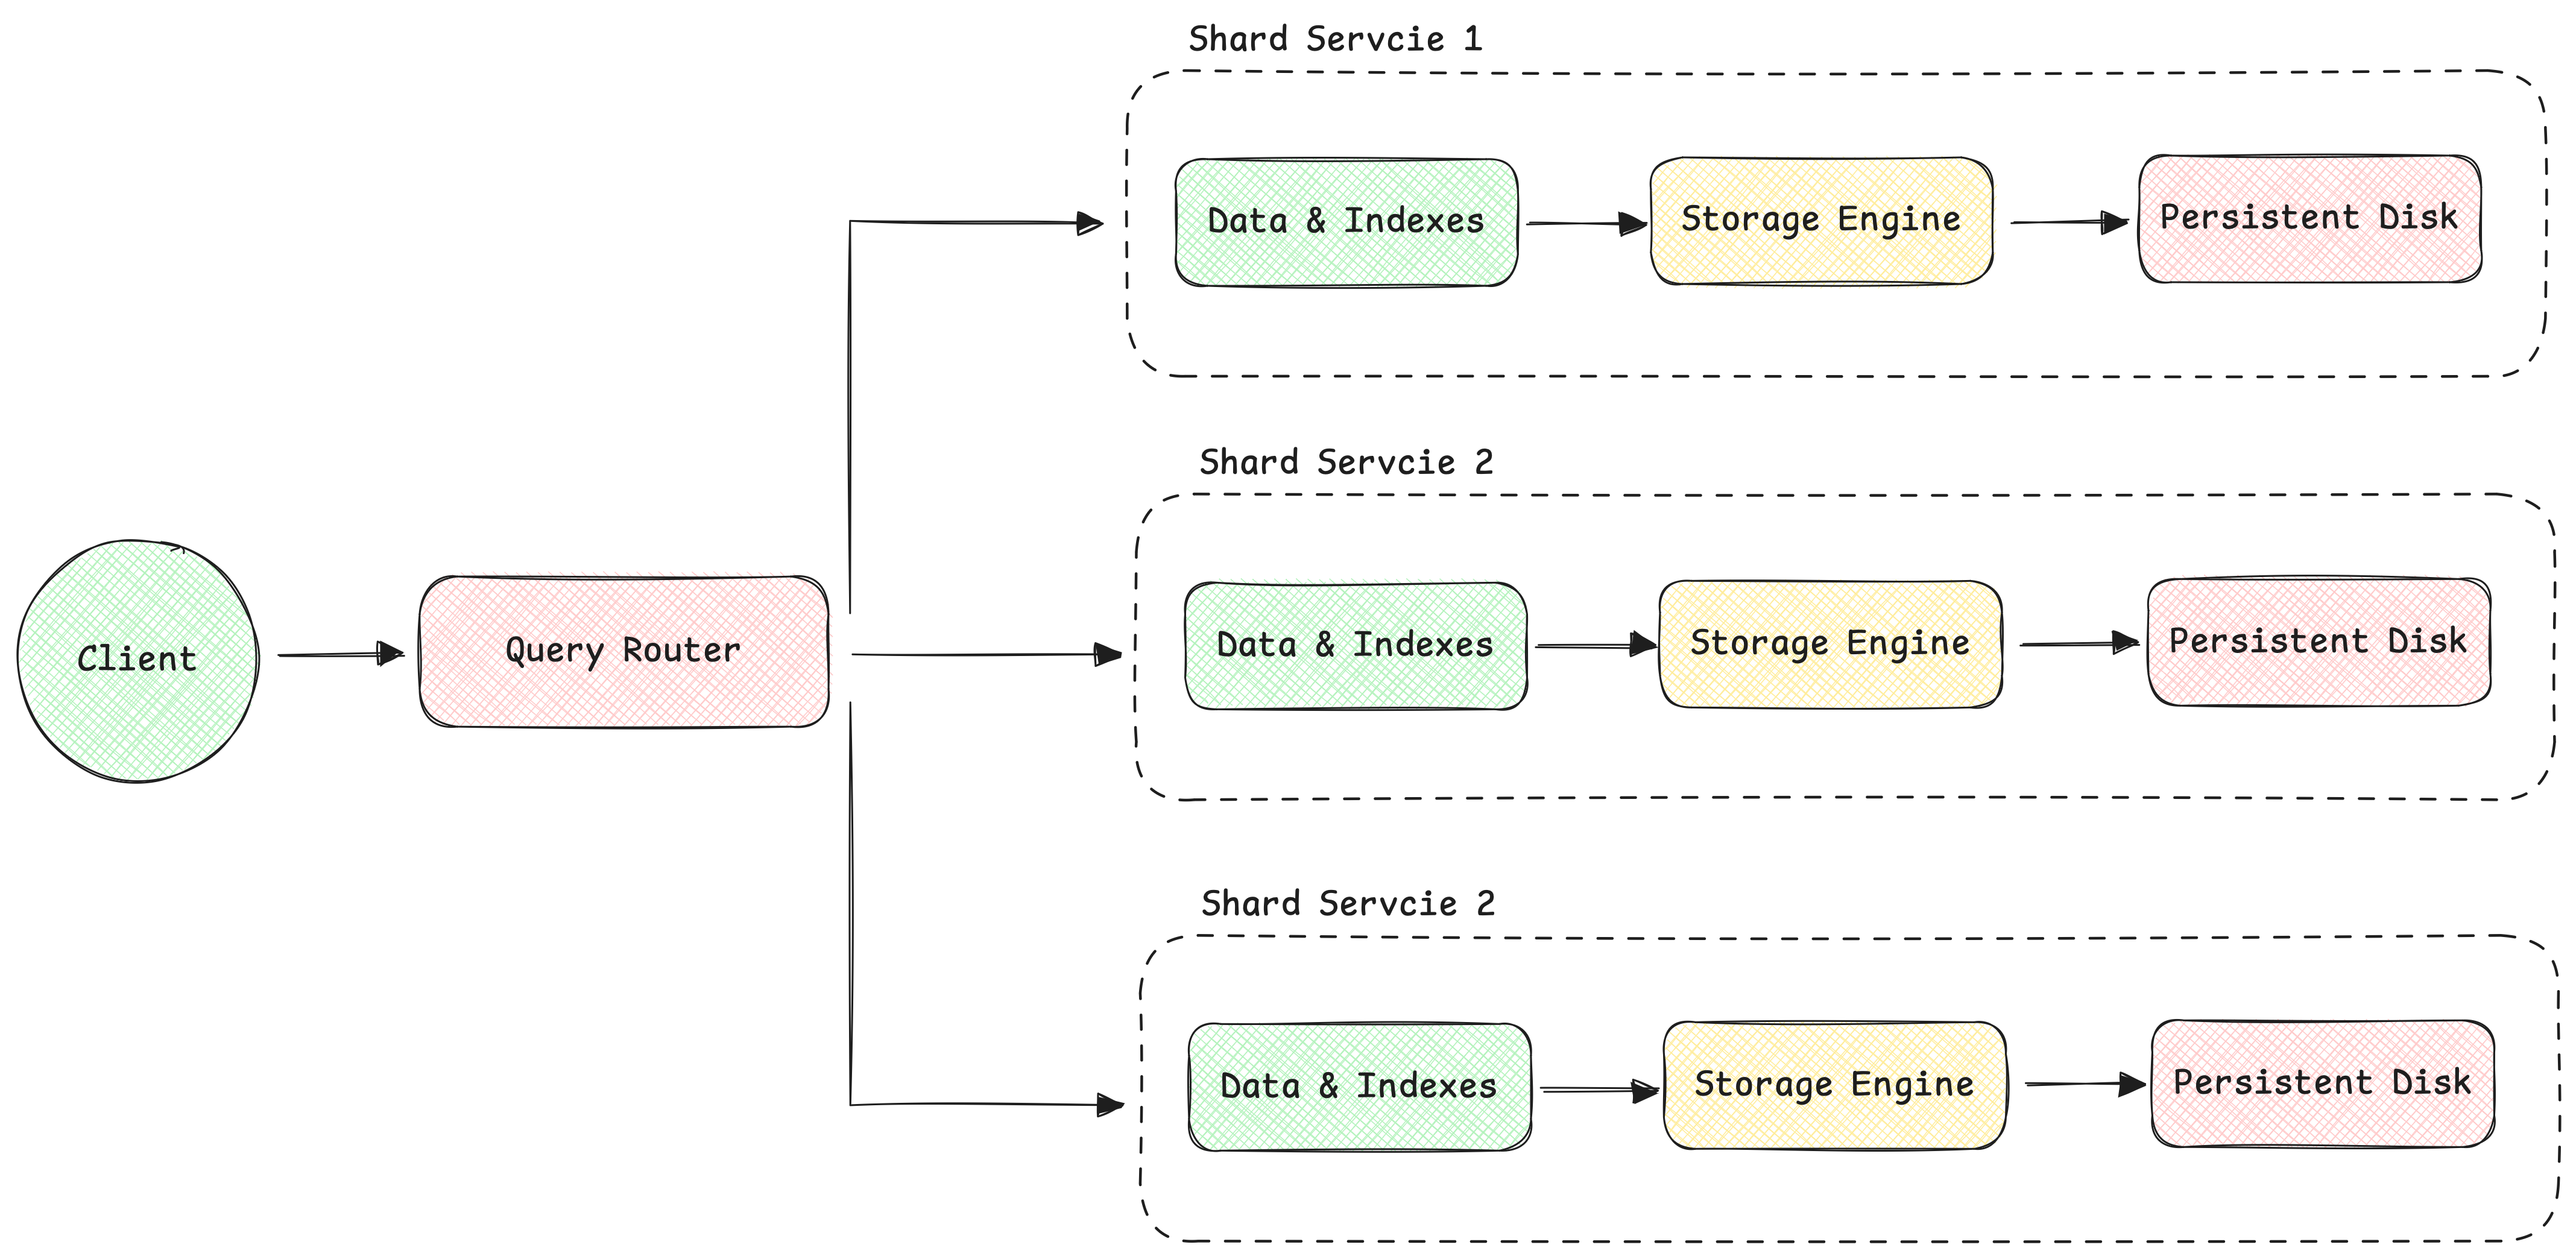 Shard Servcie 1
Data & Indexes
Storage Engine
Persistent Disk
Shard Servcie 2
Client
Query Router
Data & Indexes
Storage Engine
Persistent Disk
Shard Servcie 2
Data & Indexes
Storage Engine
Persistent Disk